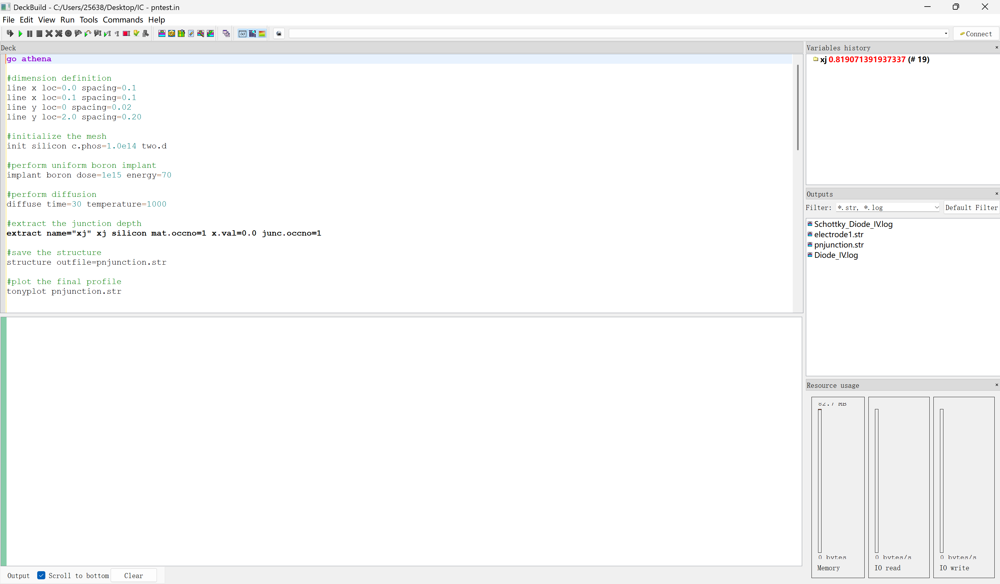 DeckBuild - C:/Users/25638/Desktop/IC - pntest.in
File Edit View Run Tools Commands Help
Connect
Deck
go athena
#dimension definition
line x loc=0.0 spacing=0.1
line x loc=0.1 spacing=0.1
line y loc=0 spacing=0.02
line y loc=2.0 spacing=0.20
#initialize the mesh
init silicon c.phos=1.0e14 two.d
#perform uniform boron implant
implant boron dose=1e15 energy=70
#perform diffusion
diffuse time=30 temperature=1000
#extract the junction depth
extract name="xj" xj silicon mat.occno=1 x.val=0.0 junc.occno=1
#save the structure
structure outfile=pnjunction.str
#plot the final profile
tonyplot pnjunction.str
Output Scroll to bottom Clear
Variables history
xj 0.819071391937337 (# 19)
Outputs
Filter: *.str, *.log Default Filter
Schottky_Diode_IV.log
electrode1.str
pnjunction.str
Diode_IV.log
Resource usage
82.7 MB
0 bytes 0 bytes/s 0 bytes/s
Memory IO read IO write